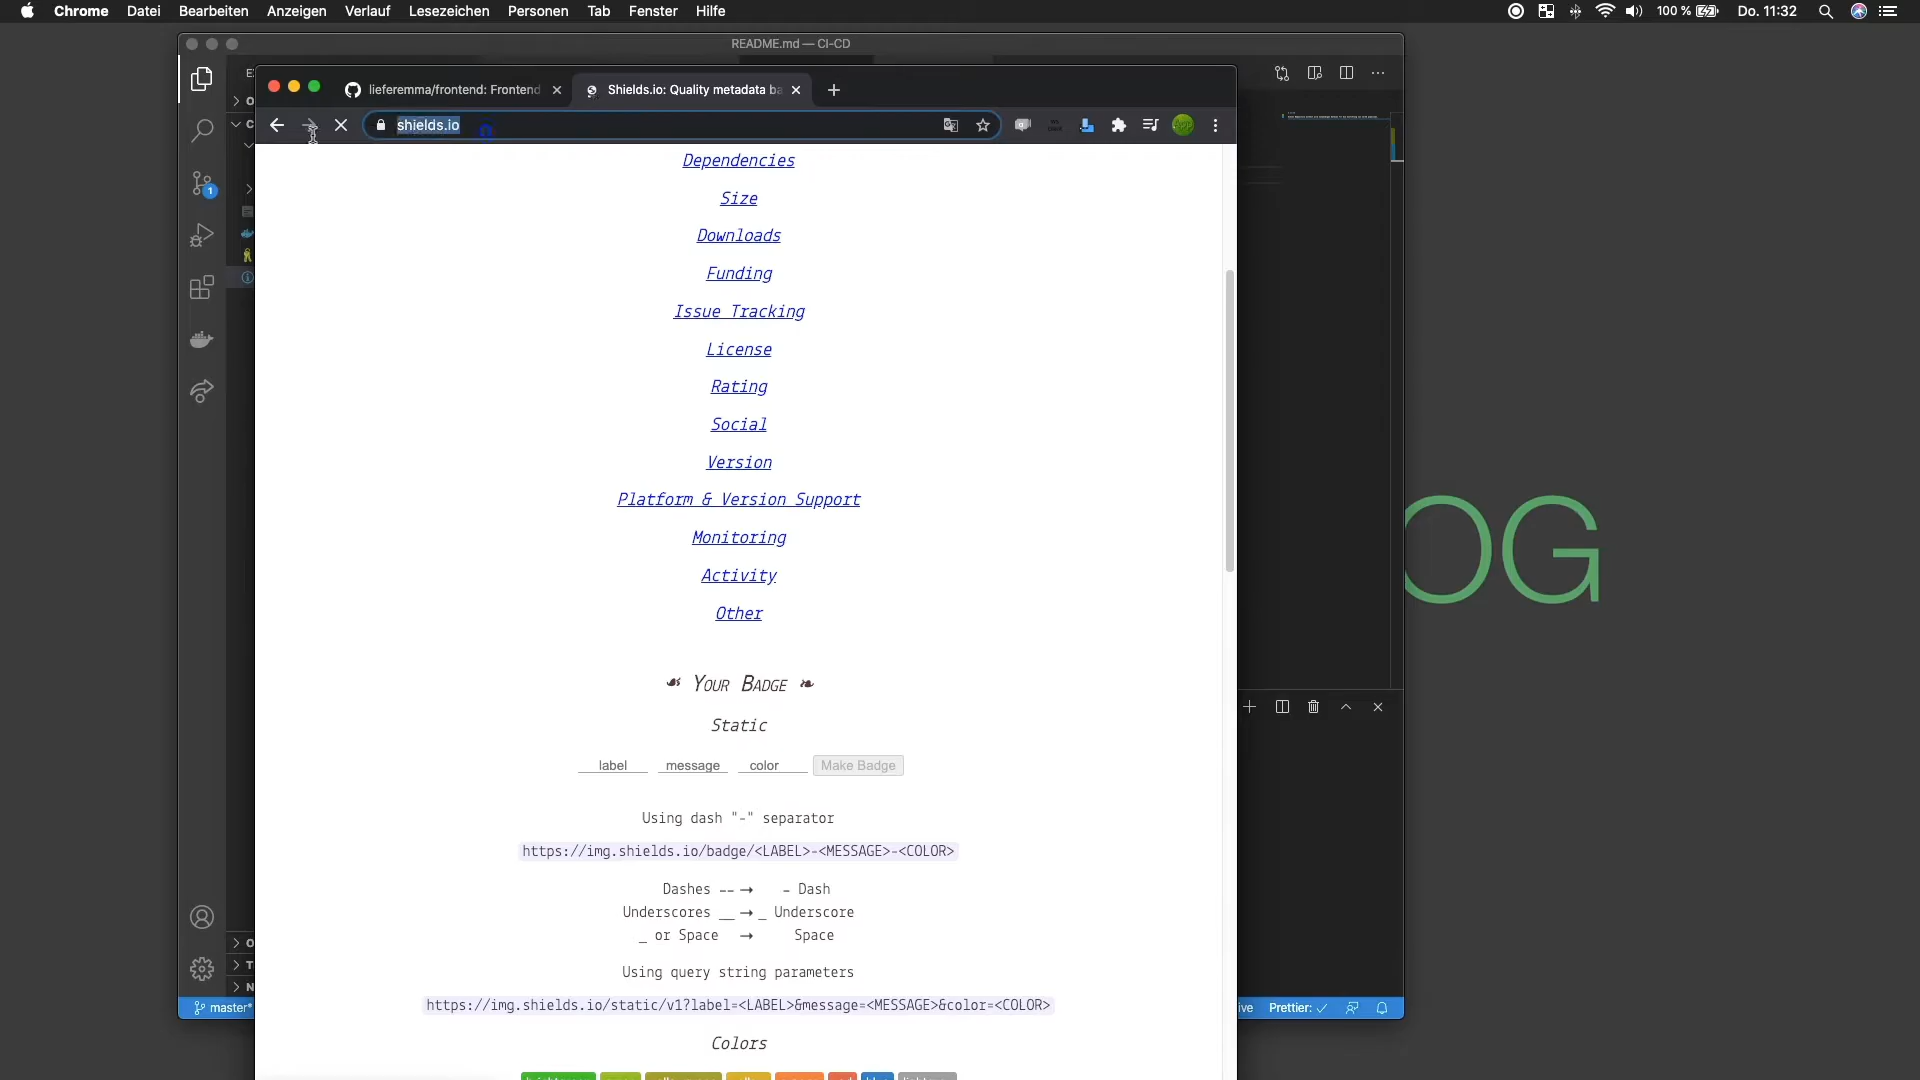 Chrome Datei Bearbeiten Anzeigen Verlauf Lesezeichen Personen Tab Fenster Hilfe 100 % Do. 11:32
README.md — CI-CD
lieferemma/frontend: Frontend Shields.io: Quality metadata ba
shields.io
Dependencies
Size
Downloads
Funding
Issue Tracking
License
Rating
Social
Version
Platform & Version Support
Monitoring
Activity
Other
OG
☙ Your Badge ❧
Static
label message color Make Badge
Using dash "-" separator
https://img.shields.io/badge/<LABEL>-<MESSAGE>-<COLOR>
Dashes -- → - Dash
Underscores __ → _ Underscore
_ or Space → Space
Using query string parameters
https://img.shields.io/static/v1?label=<LABEL>&message=<MESSAGE>&color=<COLOR>
master* ive Prettier: ✓
Colors